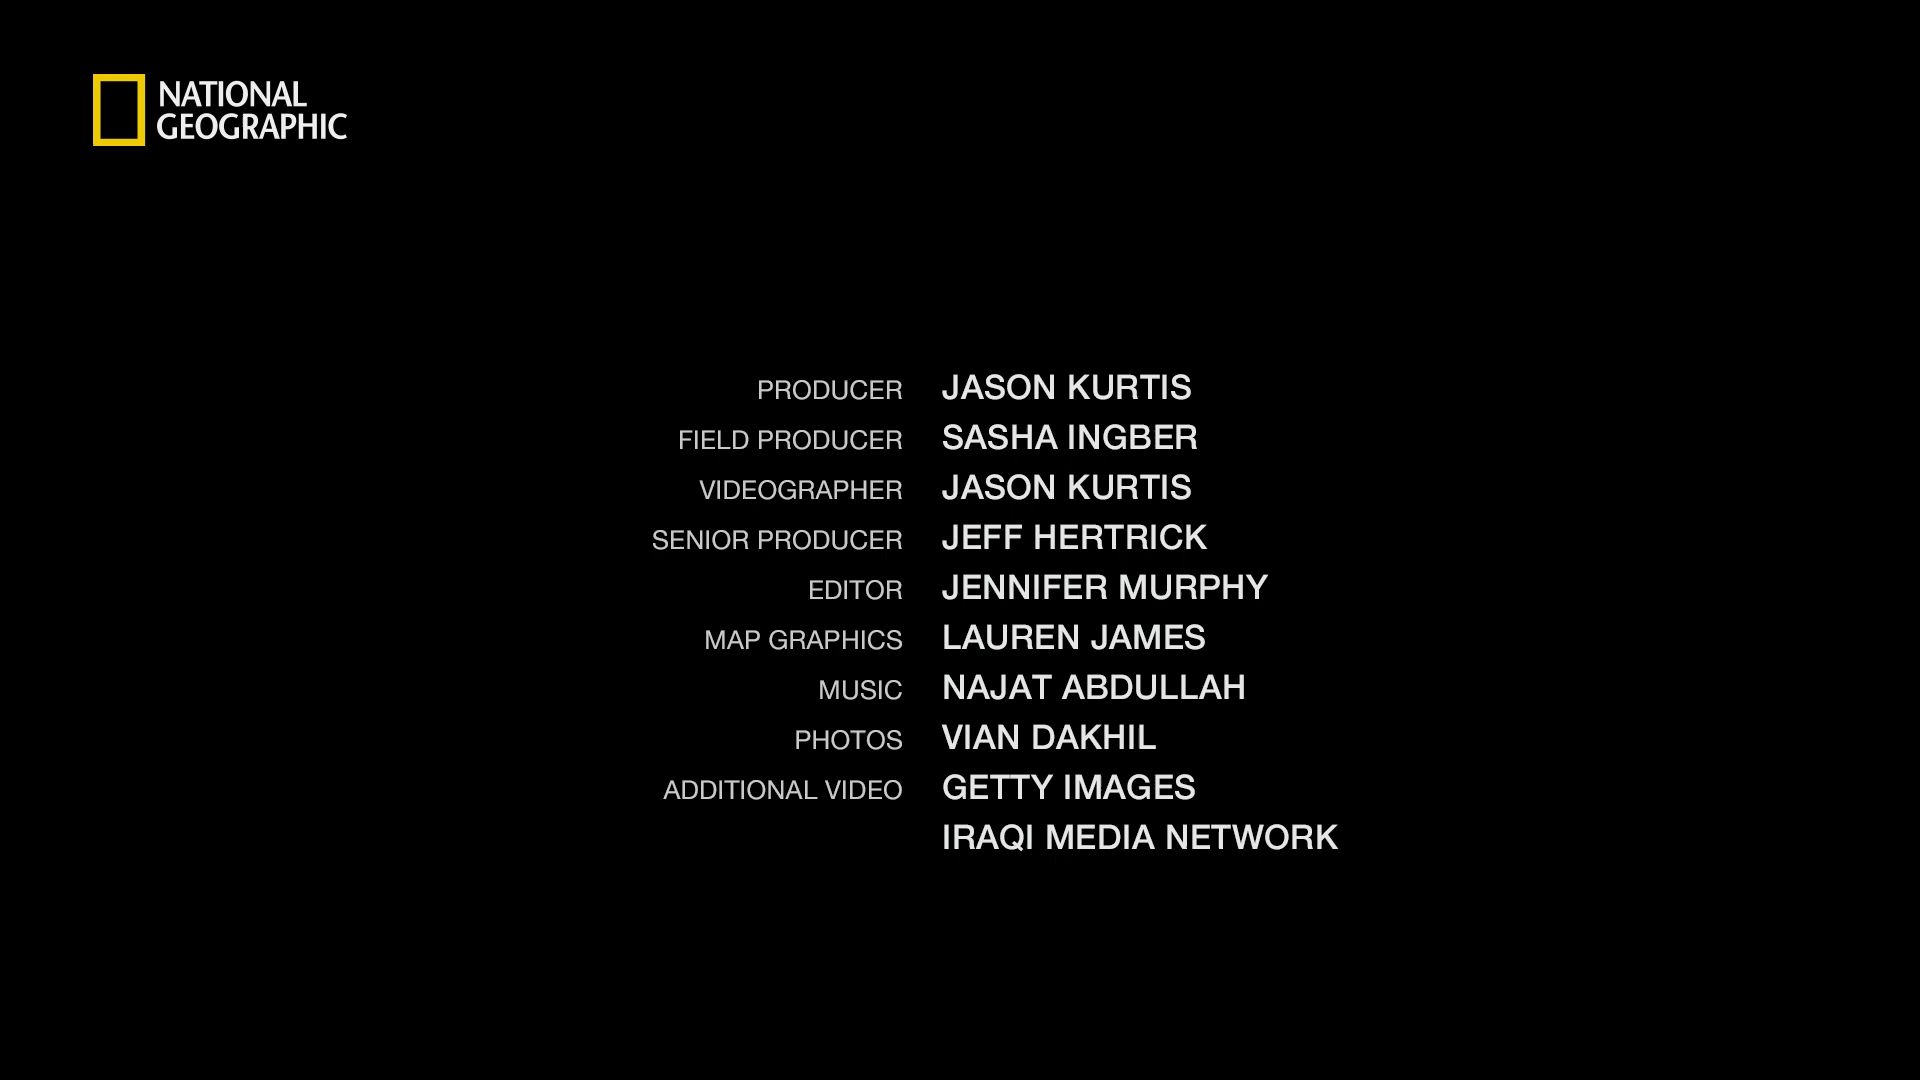 NATIONAL
GEOGRAPHIC
PRODUCER JASON KURTIS
FIELD PRODUCER SASHA INGBER
VIDEOGRAPHER JASON KURTIS
SENIOR PRODUCER JEFF HERTRICK
EDITOR JENNIFER MURPHY
MAP GRAPHICS LAUREN JAMES
MUSIC NAJAT ABDULLAH
PHOTOS VIAN DAKHIL
ADDITIONAL VIDEO GETTY IMAGES
IRAQI MEDIA NETWORK